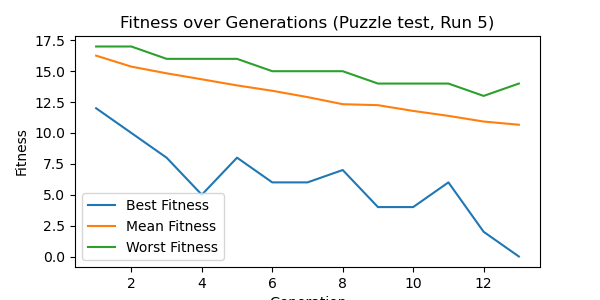 Fitness over Generations (Puzzle test, Run 5)
17.5
15.0
12.5
10.0
7.5
5.0
2.5
0.0
Fitness
Best Fitness
Mean Fitness
Worst Fitness
2 4 6 8 10 12
Generation